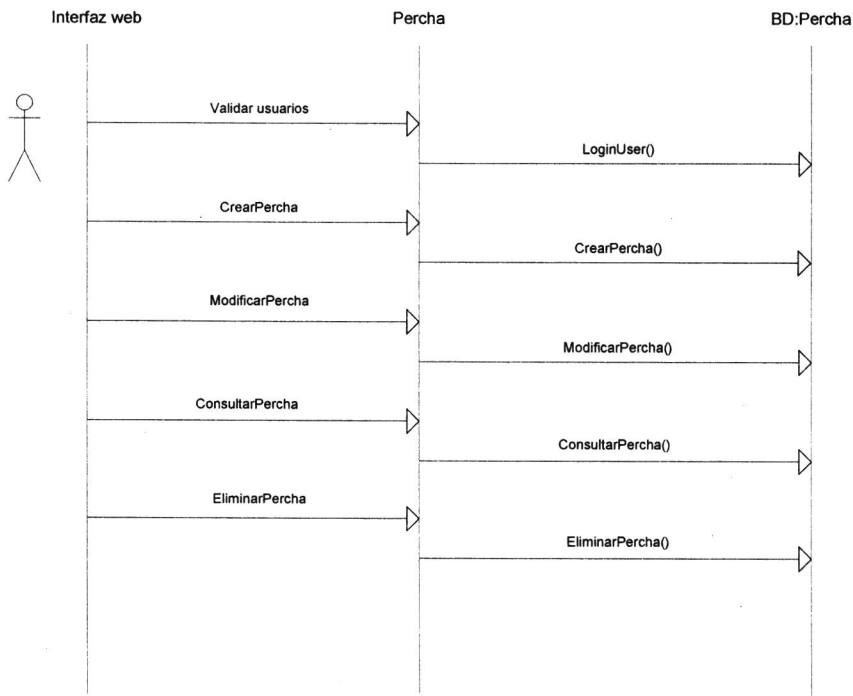 Interfaz web
Percha
BD:Percha
Validar usuarios
LoginUser()
CrearPercha
CrearPercha()
ModificarPercha
ModificarPercha()
ConsultarPercha
ConsultarPercha()
EliminarPercha
EliminarPercha()